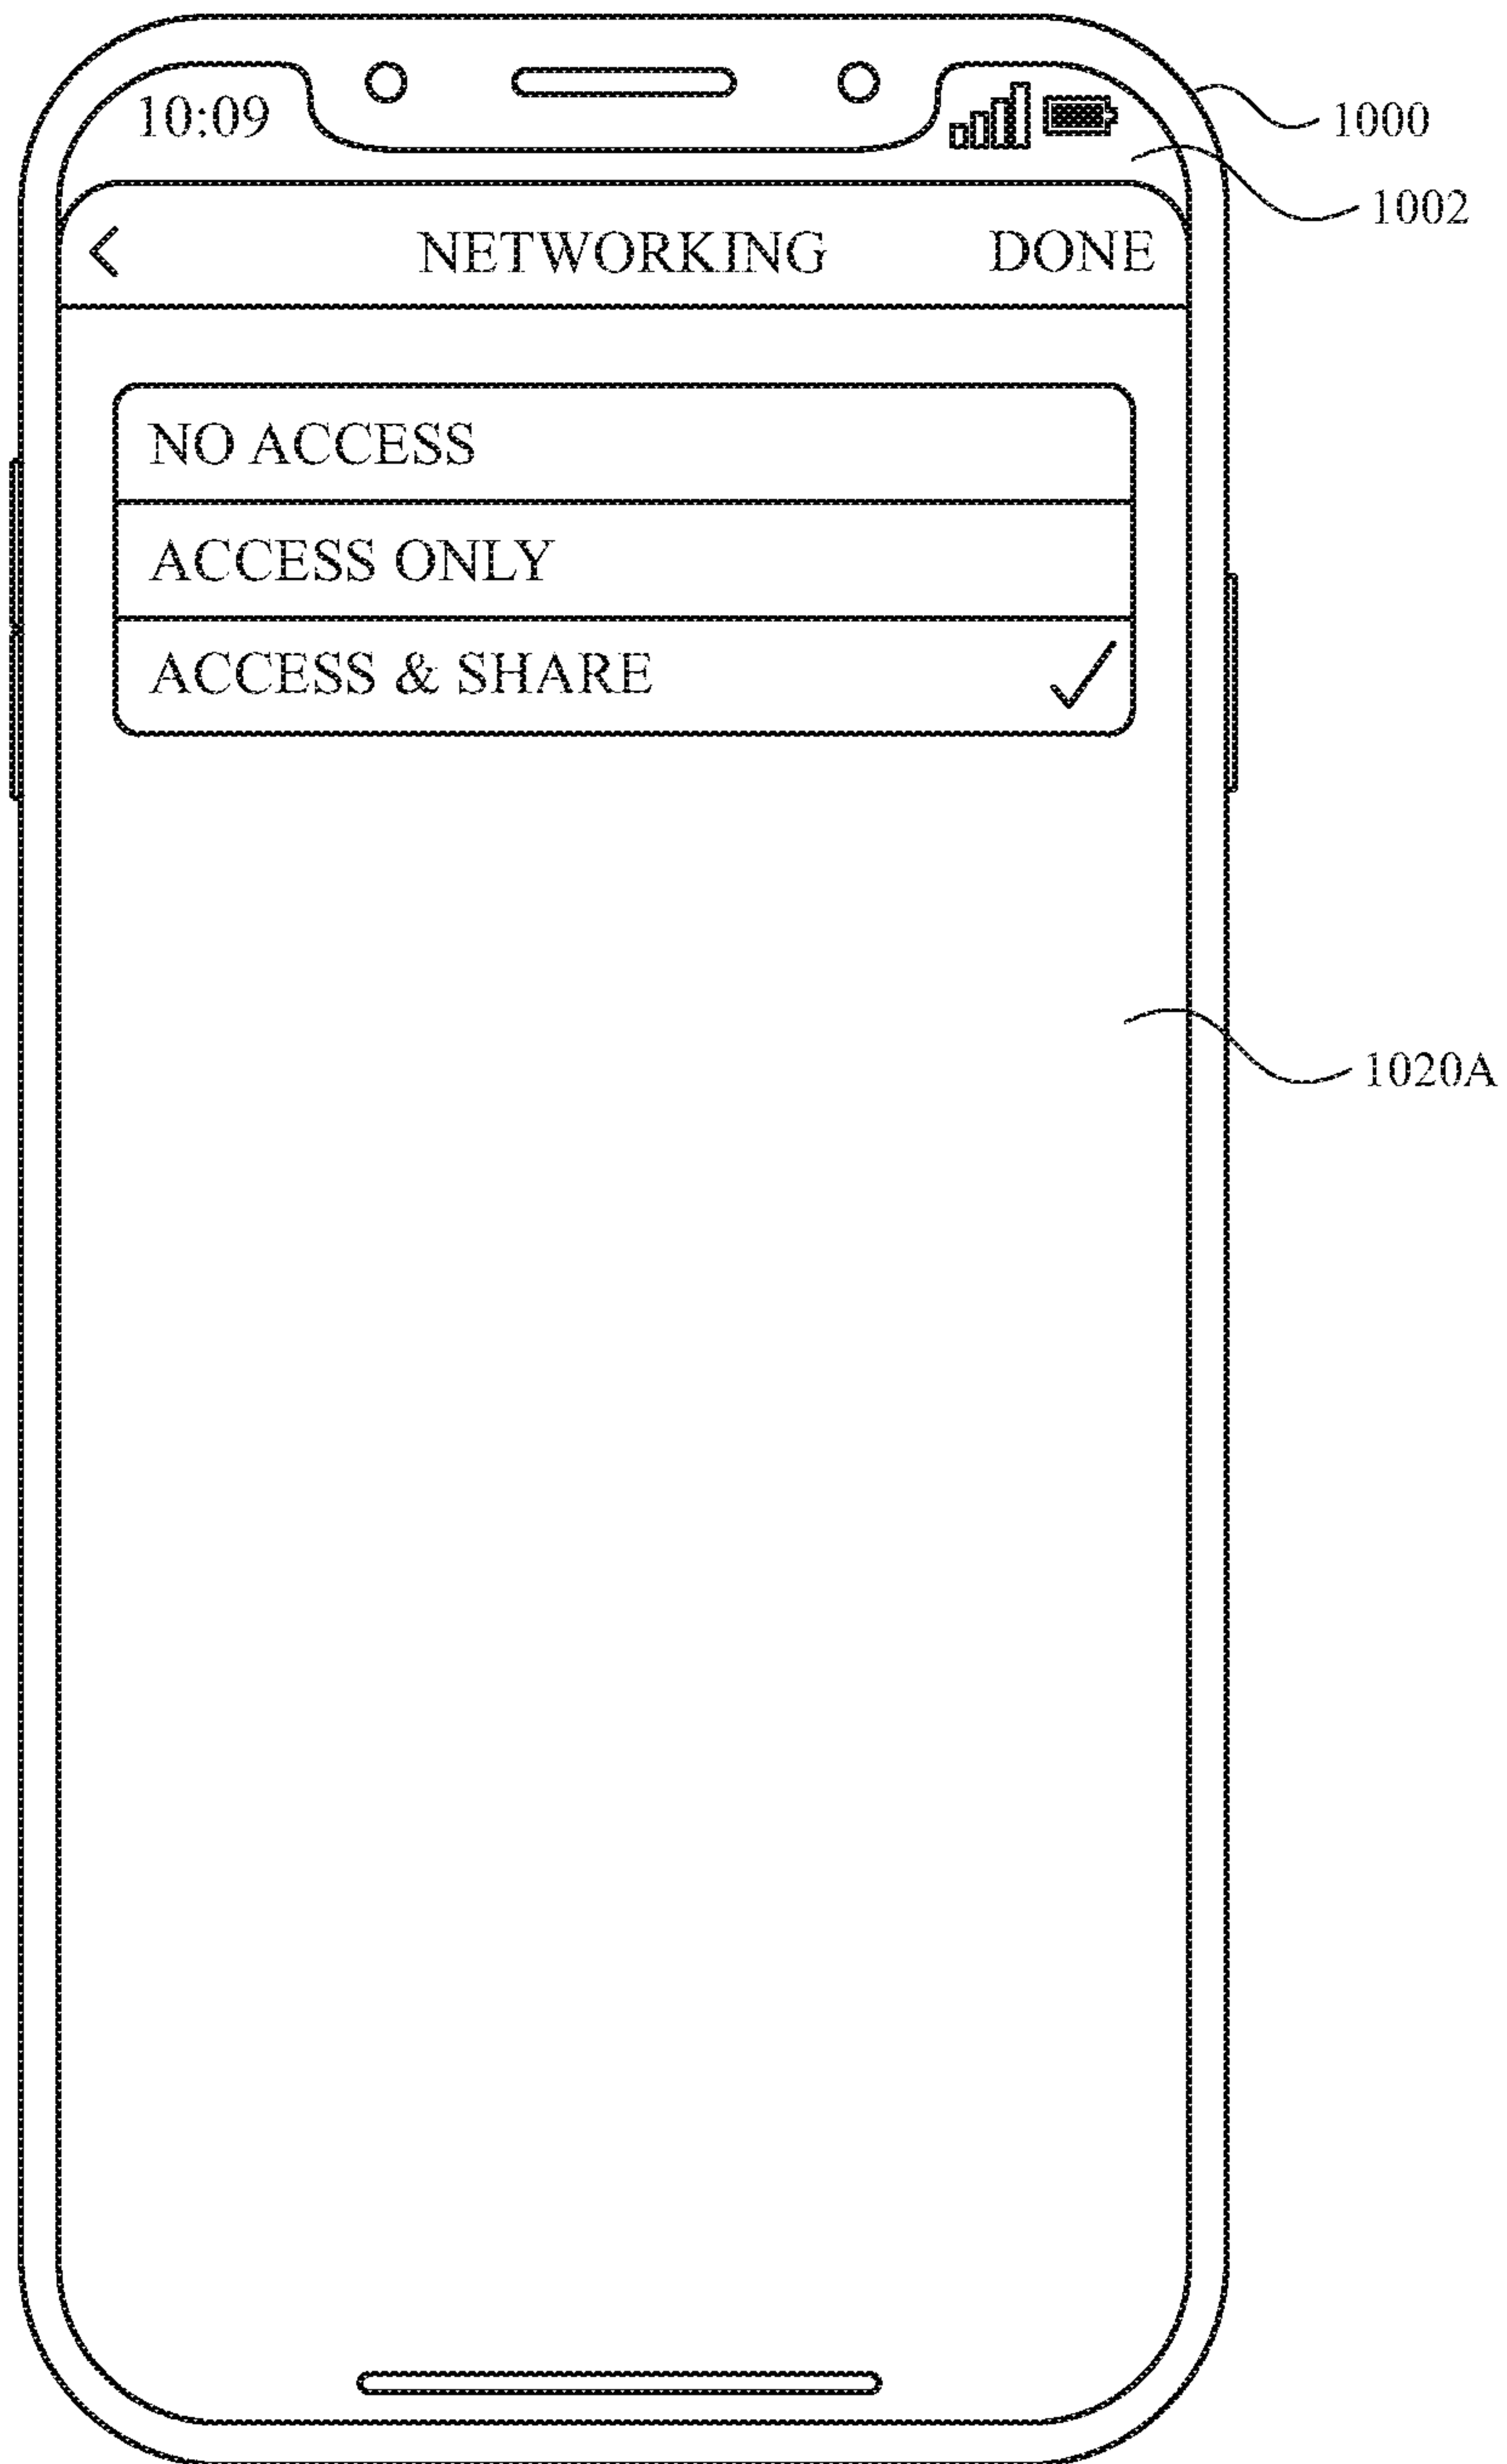 10:09
1000
1002
NETWORKING DONE
NO ACCESS
ACCESS ONLY
ACCESS & SHARE
1020A